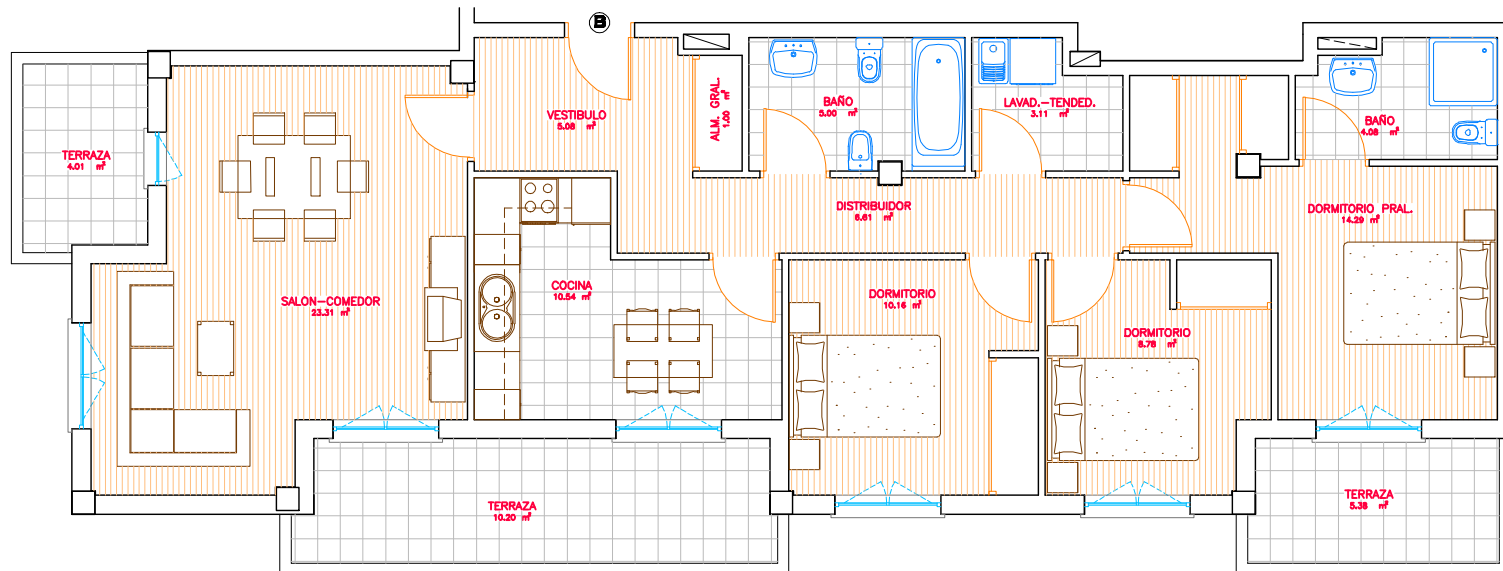 B
VESTIBULO
5.08 m²
ALM. GRAL.
1.00 m²
BAÑO
5.00 m²
LAVAD.-TENDED.
3.11 m²
BAÑO
4.08 m²
TERRAZA
4.01 m²
DISTRIBUIDOR
6.61 m²
DORMITORIO PRAL.
14.29 m²
SALON-COMEDOR
23.31 m²
COCINA
10.54 m²
DORMITORIO
10.16 m²
DORMITORIO
8.78 m²
TERRAZA
10.20 m²
TERRAZA
5.38 m²